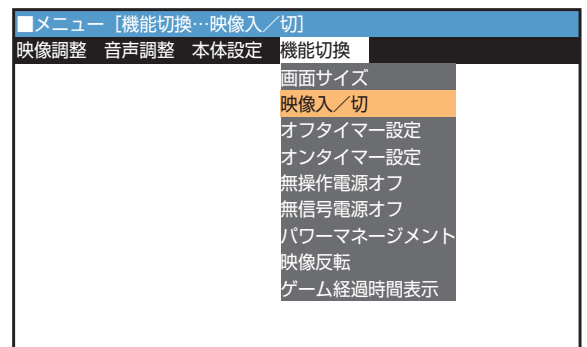 ■メニュー［機能切換…映像入／切］
映像調整 音声調整 本体設定 機能切換
画面サイズ
映像入／切
オフタイマー設定
オンタイマー設定
無操作電源オフ
無信号電源オフ
パワーマネージメント
映像反転
ゲーム経過時間表示